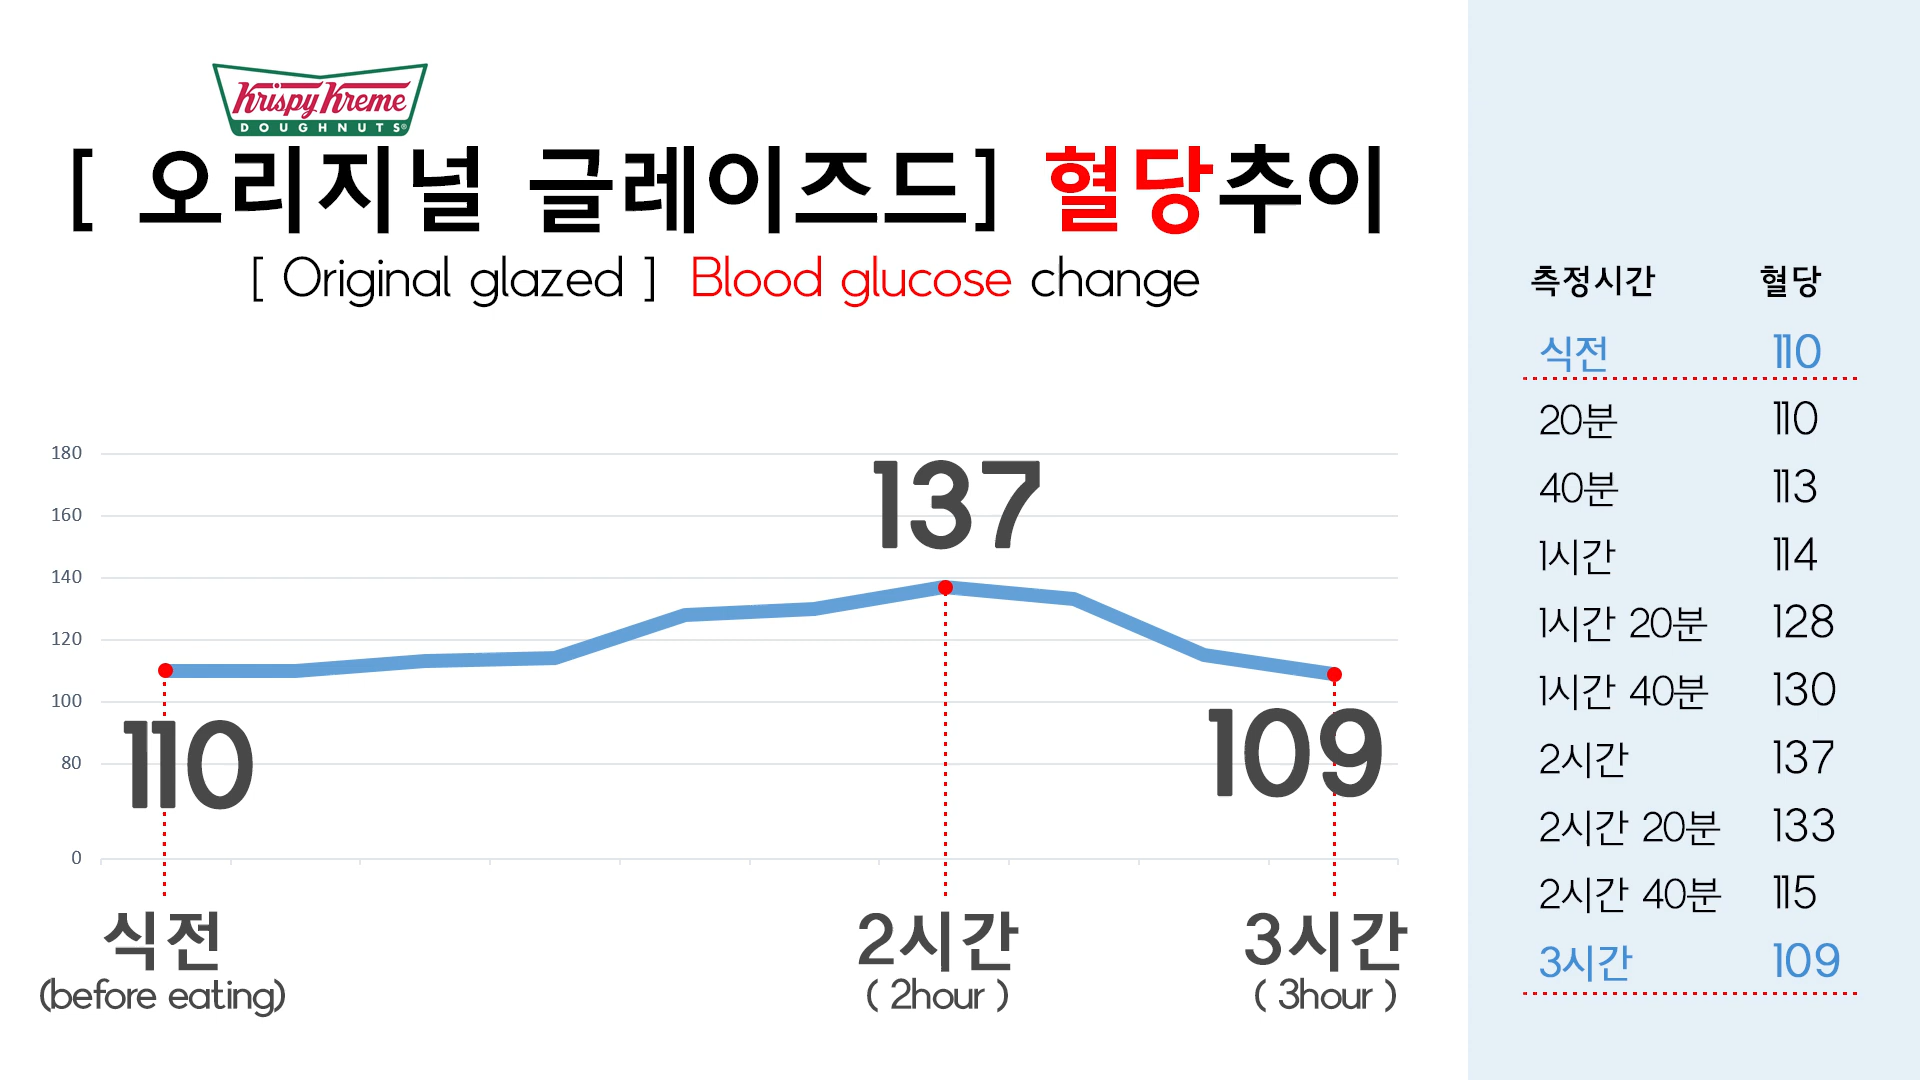 Krispy Kreme
DOUGHNUTS®
[ 오리지널 글레이즈드] 혈당추이
[ Original glazed ] Blood glucose change
180
160
140
120
100
80
0
137
110
109
식전
(before eating)
2시간
( 2hour )
3시간
( 3hour )
측정시간 혈당
식전 110
20분 110
40분 113
1시간 114
1시간 20분 128
1시간 40분 130
2시간 137
2시간 20분 133
2시간 40분 115
3시간 109